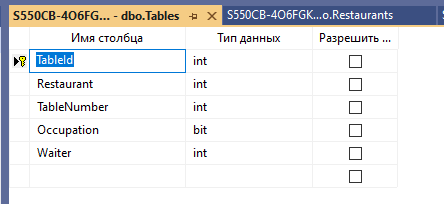 S550CB-4O6FG... - dbo.Tables S550CB-4O6FGK...o.Restaurants
Имя столбца Тип данных Разрешить ...
TableId int
Restaurant int
TableNumber int
Occupation bit
Waiter int